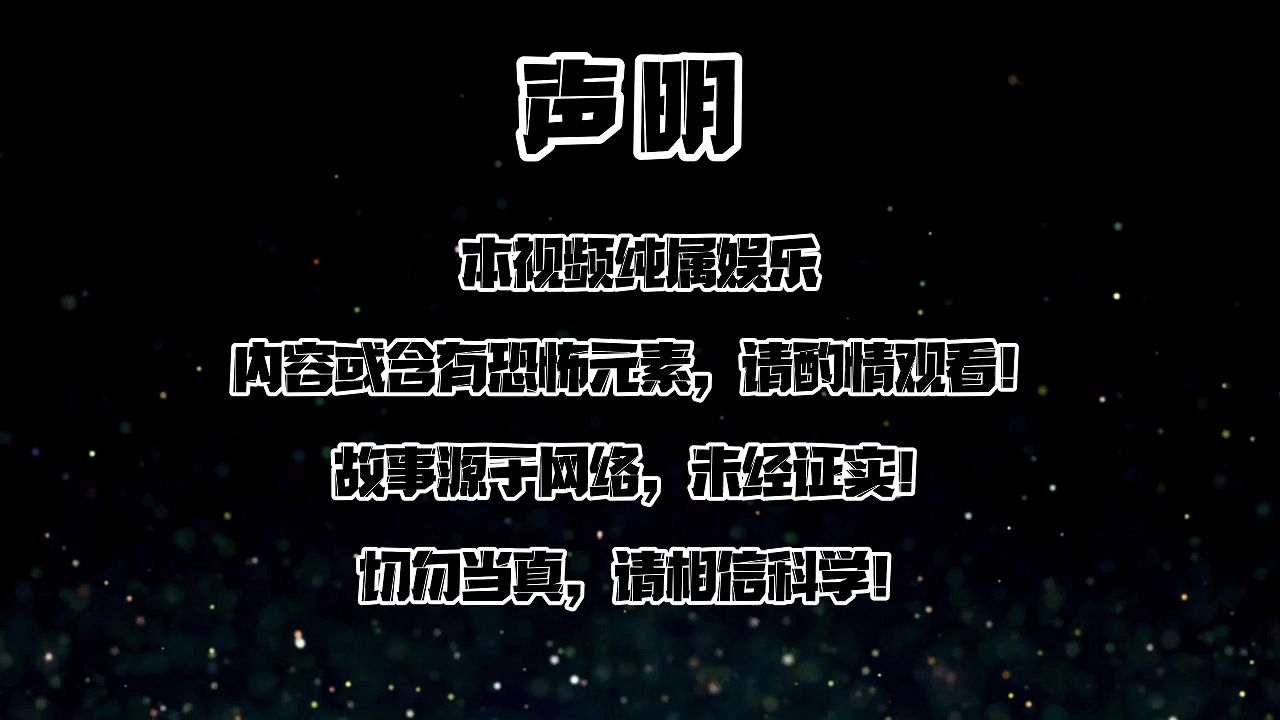 声明
本视频纯属娱乐
内容或含有恐怖元素，请酌情观看！
故事源于网络，未经证实！
切勿当真，请相信科学！